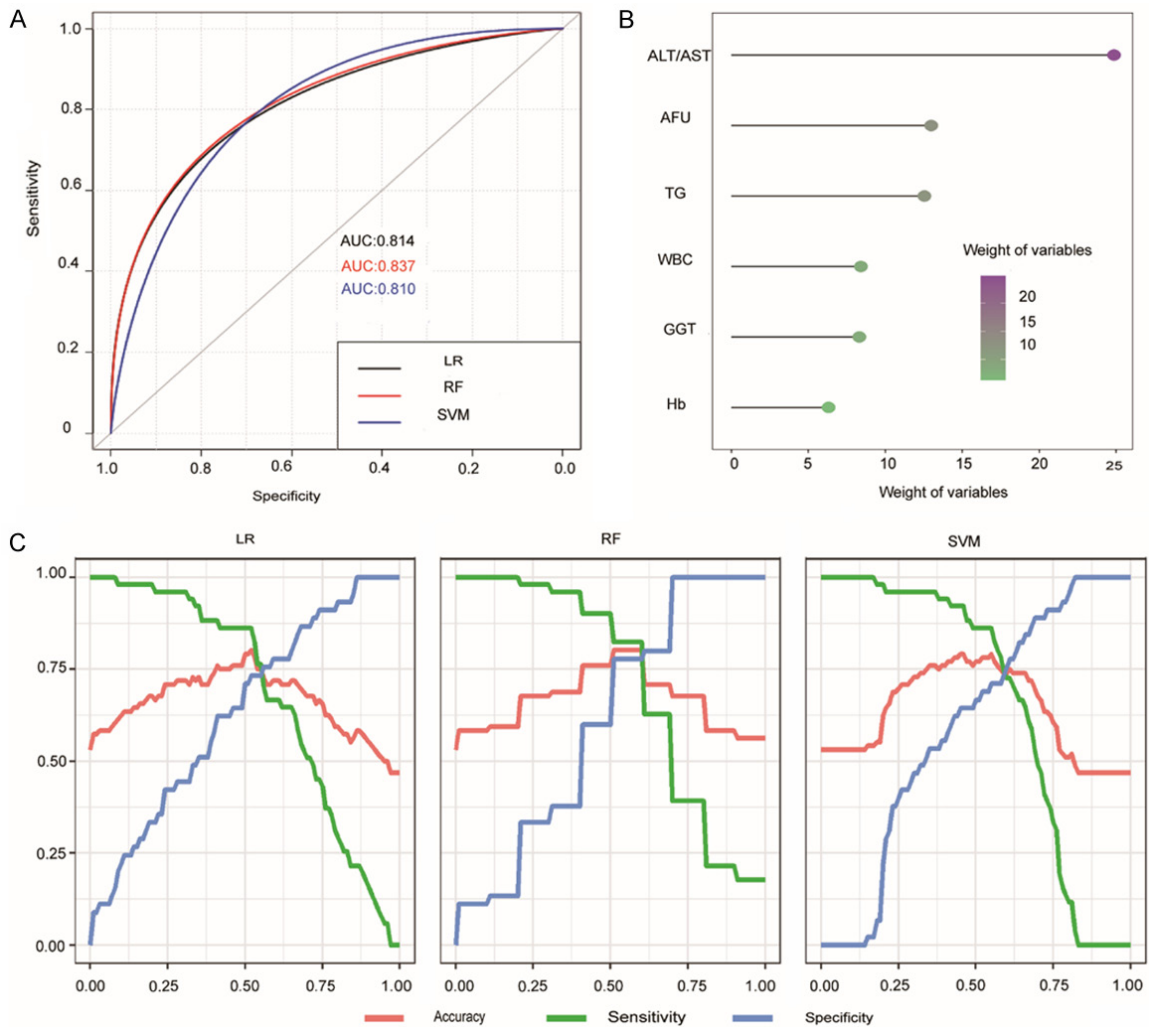 A
1.0
0.8
0.6
0.4
0.2
0
Sensitivity
AUC:0.814
AUC:0.837
AUC:0.810
LR
RF
SVM
1.0 0.8 0.6 0.4 0.2 0.0
Specificity
B
ALT/AST
AFU
TG
WBC
GGT
Hb
Weight of variables
20
15
10
0 5 10 15 20 25
Weight of variables
C
LR RF SVM
1.00
0.75
0.50
0.25
0.00
0.00 0.25 0.50 0.75 1.00 0.00 0.25 0.50 0.75 1.00 0.00 0.25 0.50 0.75 1.00
Accuracy Sensitivity Specificity